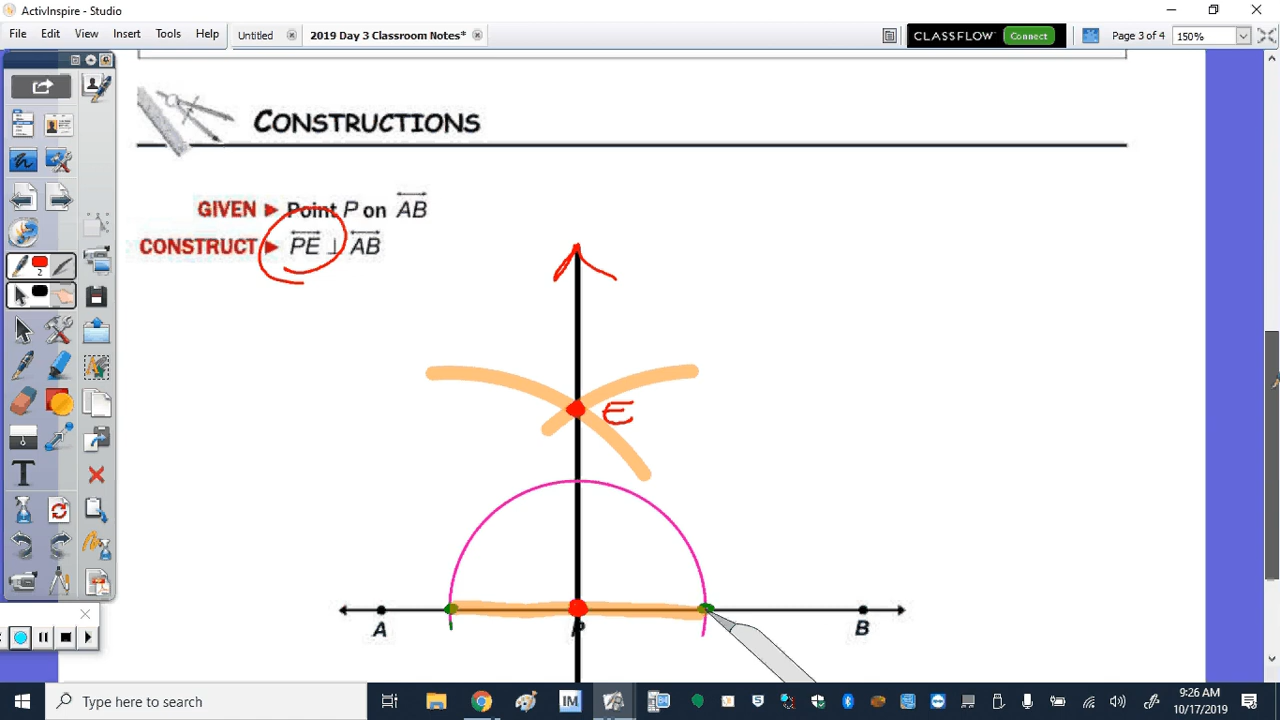 ActivInspire - Studio
File Edit View Insert Tools Help
Untitled
2019 Day 3 Classroom Notes*
CLASSFLOW Connect
Page 3 of 4
150%
CONSTRUCTIONS
GIVEN ► Point P on AB
CONSTRUCT ► PE ⊥ AB
2
E
A
P
B
T
Type here to search
IM
S
9:26 AM
10/17/2019